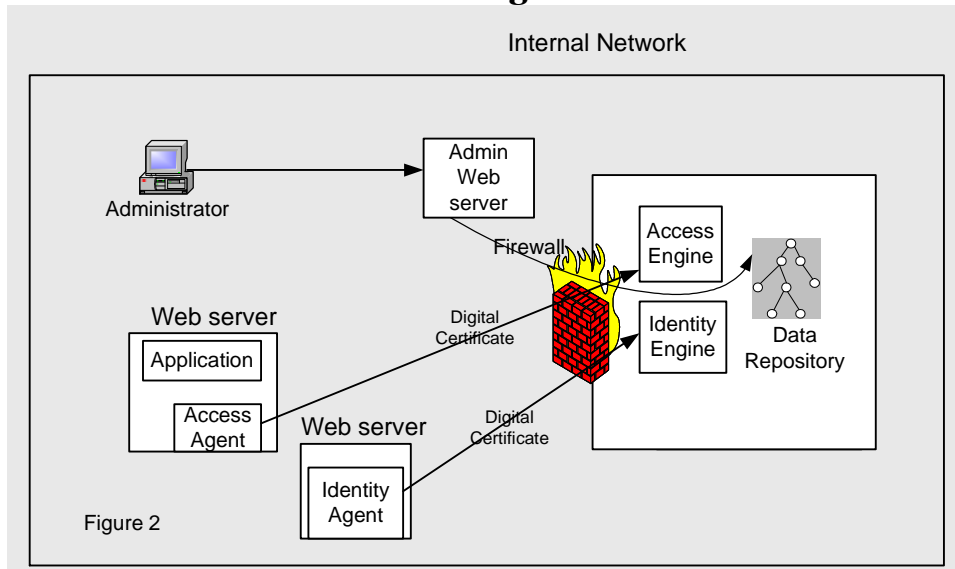 Internal Network
Admin
Web
server
Administrator
Firewall
Access
Engine
Digital
Certificate
Identity
Engine
Data
Repository
Web server
Application
Access
Agent
Web server
Digital
Certificate
Identity
Agent
Figure 2